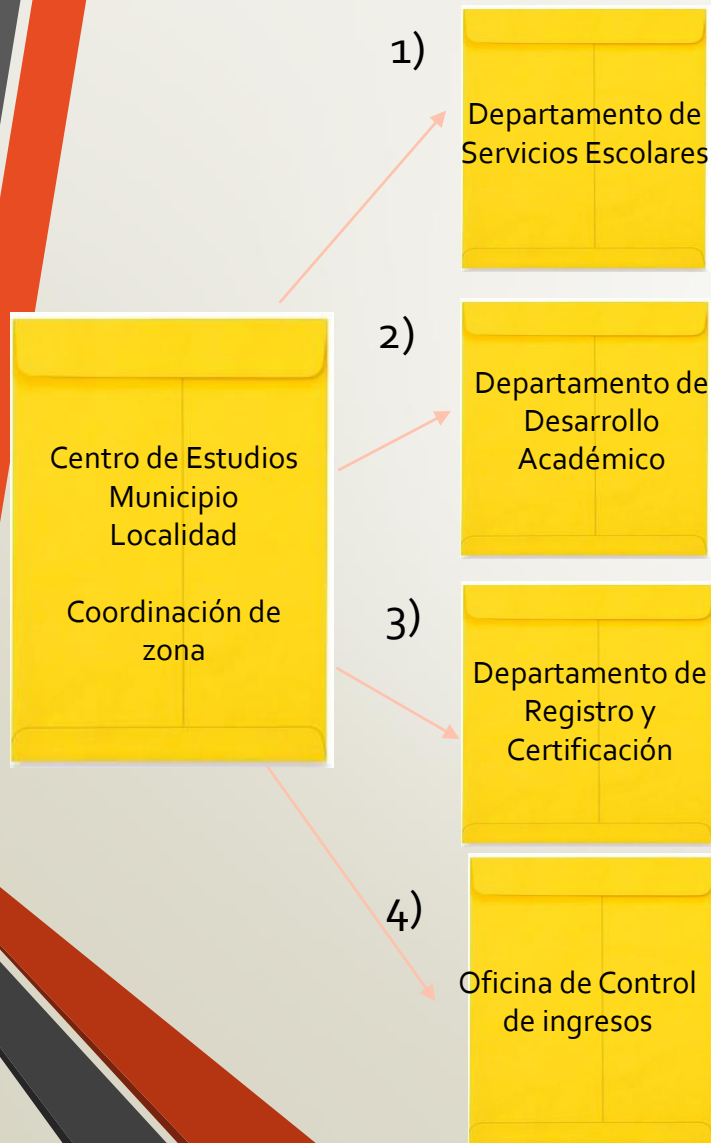 Centro de Estudios
Municipio
Localidad
Coordinación de
zona
1)
Departamento de
Servicios Escolares
2)
Departamento de
Desarrollo
Académico
3)
Departamento de
Registro y
Certificación
4)
Oficina de Control
de ingresos